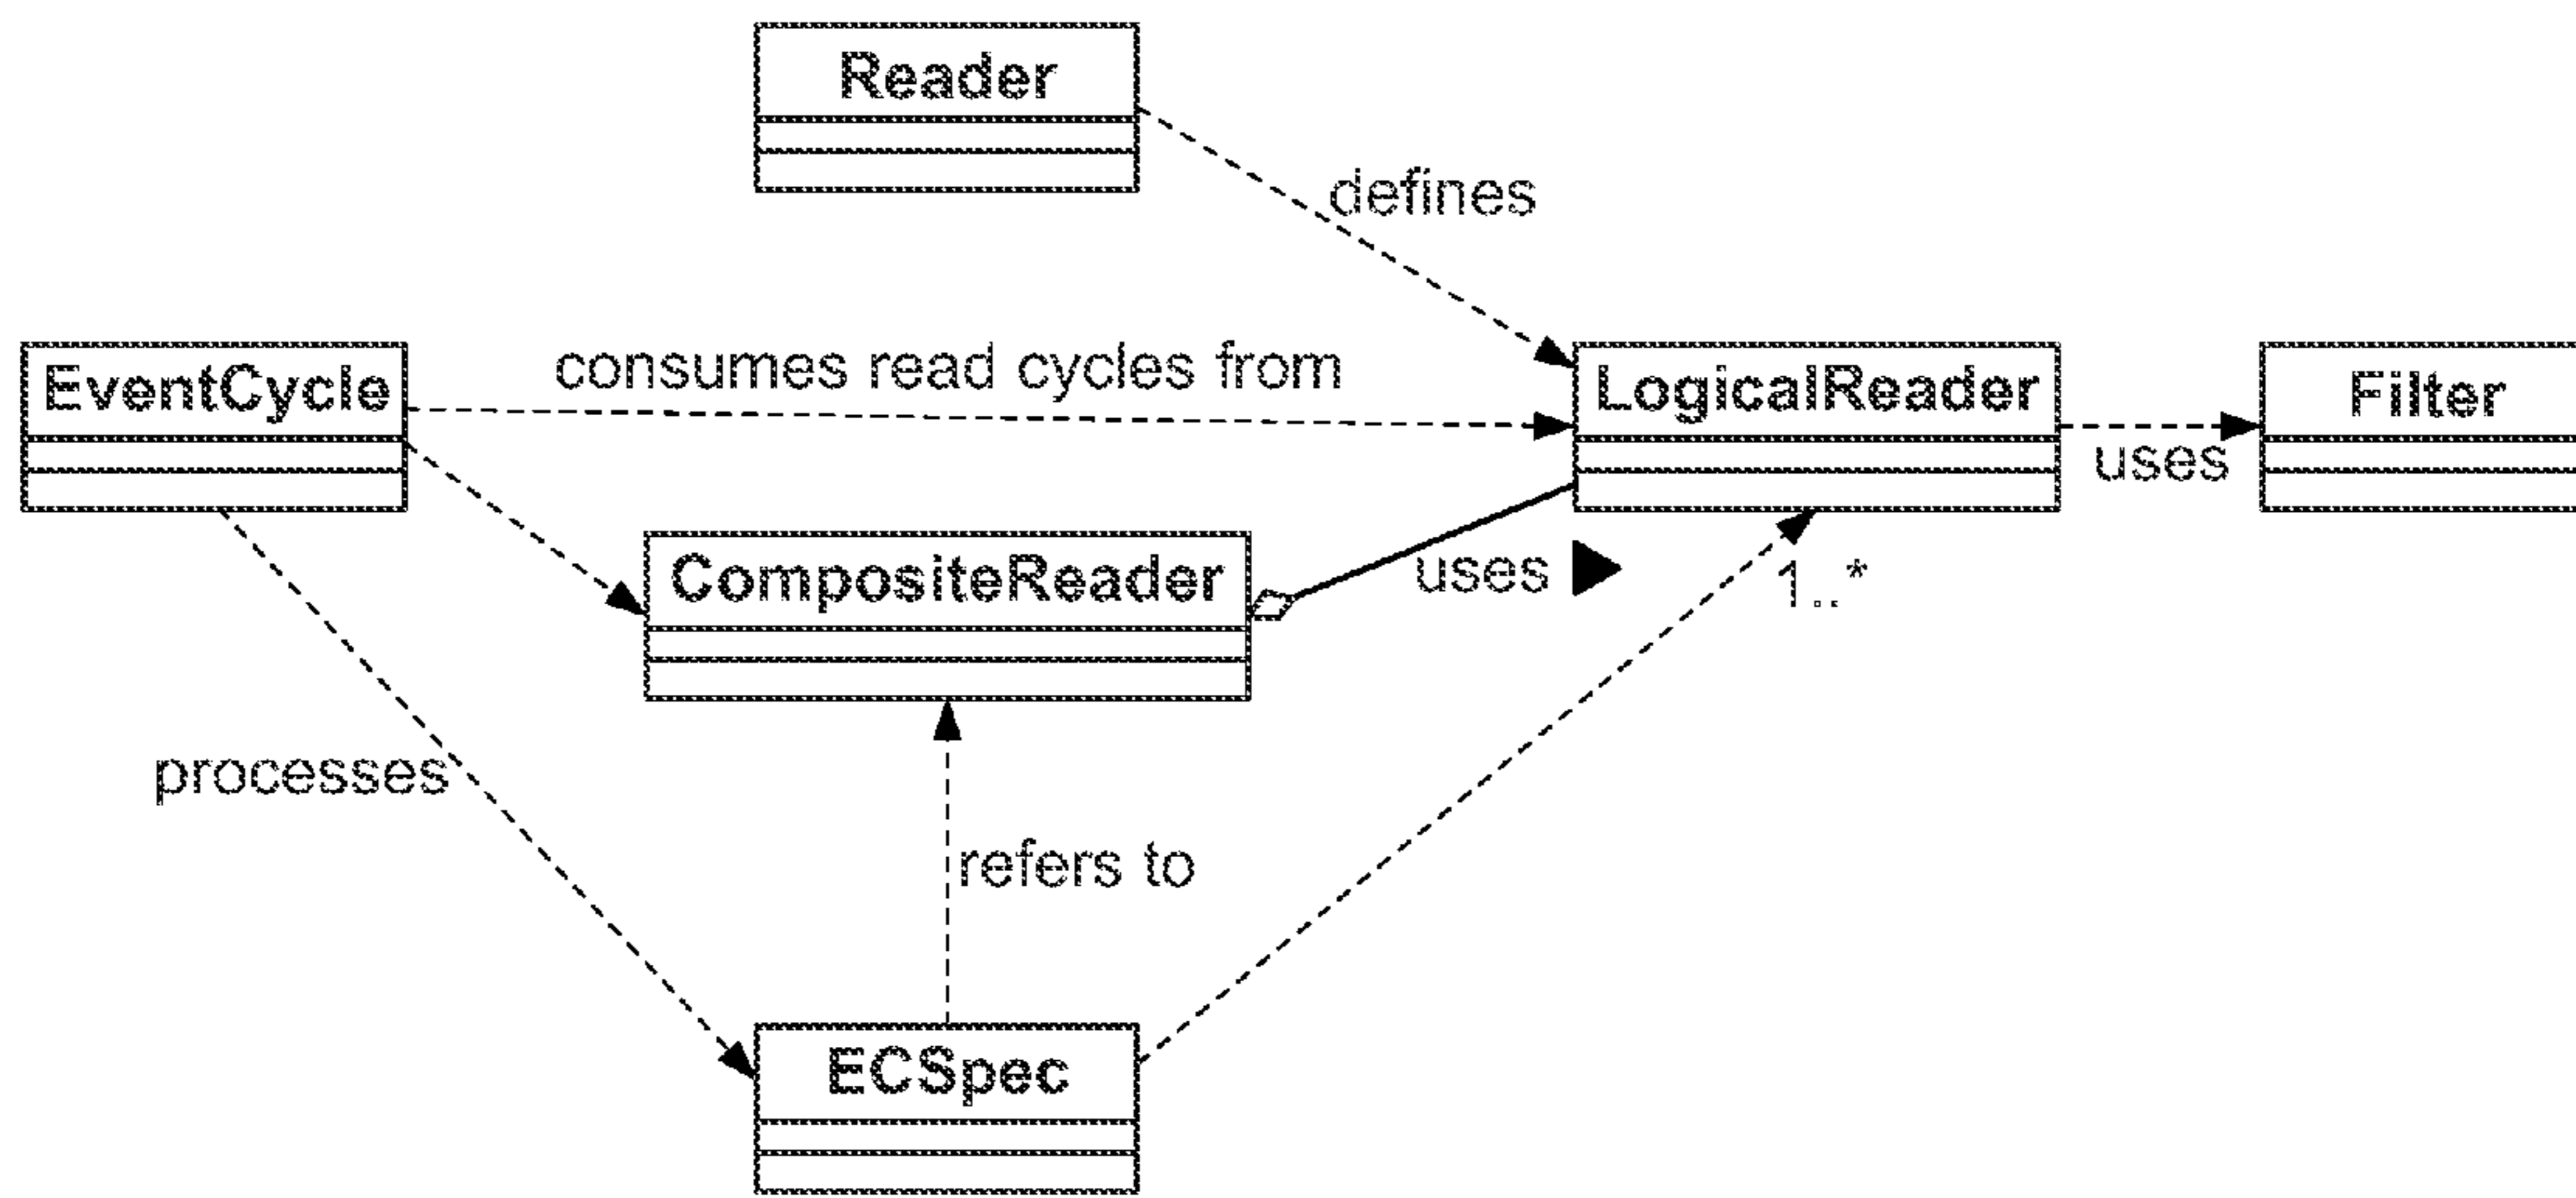 Reader
defines
EventCycle
consumes read cycles from
LogicalReader
uses
Filter
CompositeReader
uses
1..*
processes
refers to
ECSpec